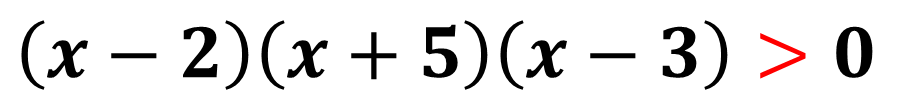 (x − 2)(x + 5)(x − 3) > 0